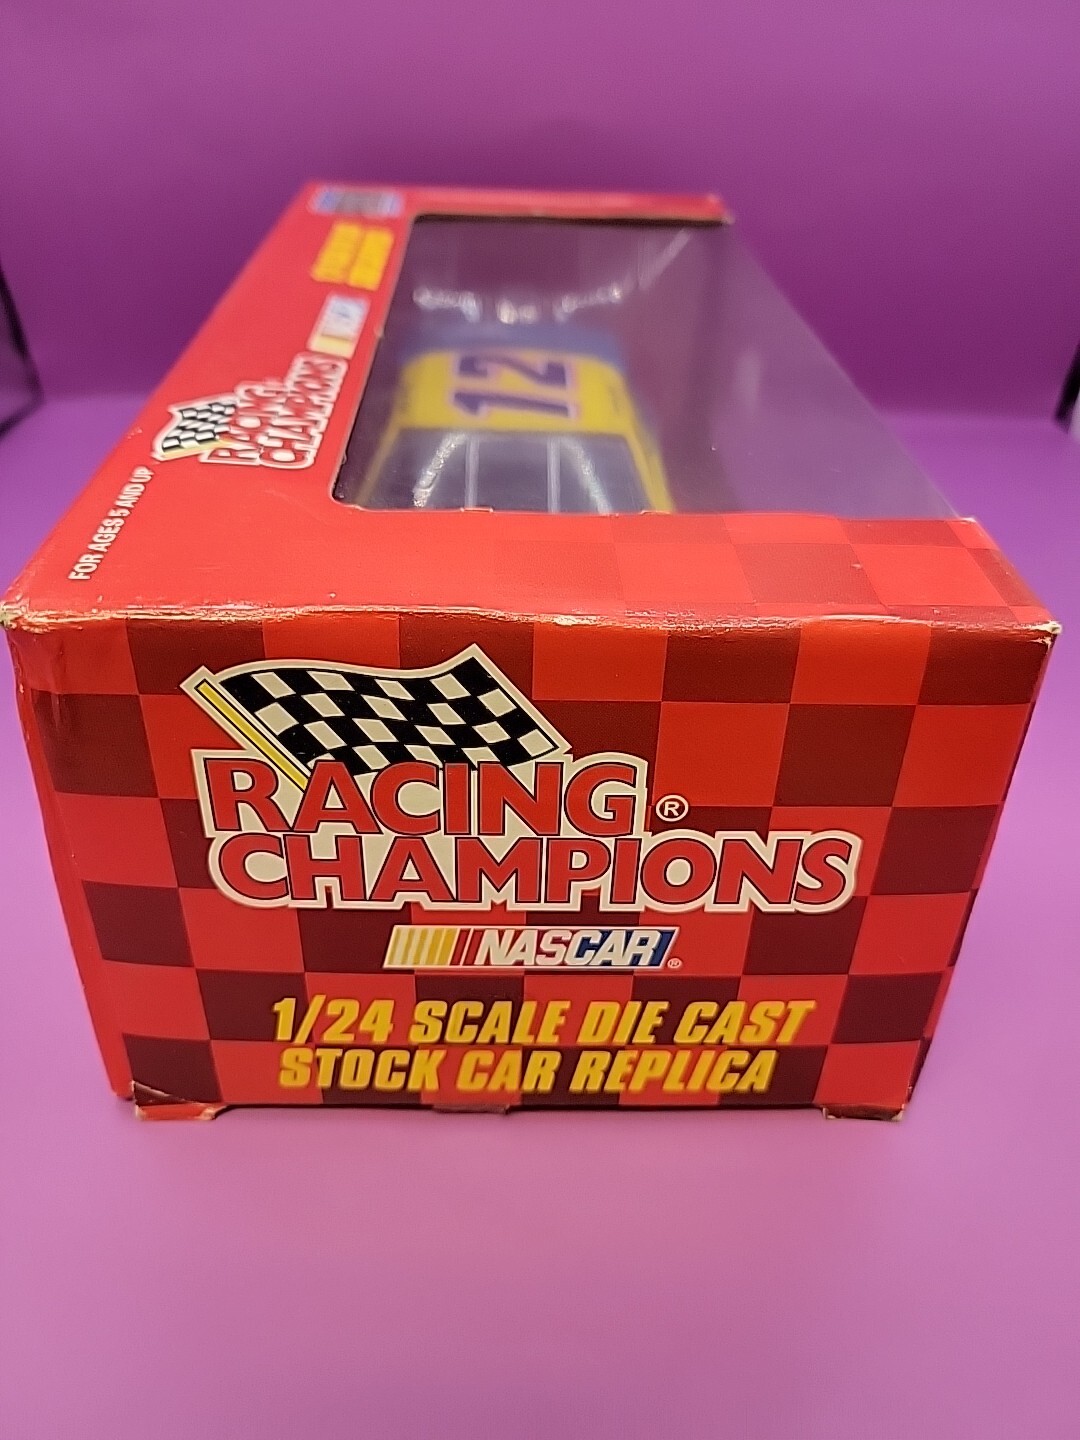 12
NASCAR
RACING
CHAMPIONS
FOR AGES 5 AND UP
RACING ®
CHAMPIONS
NASCAR ®
1/24 SCALE DIE CAST
STOCK CAR REPLICA